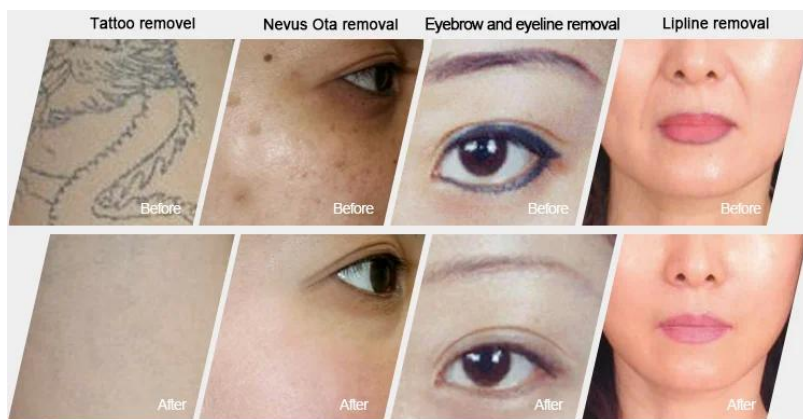 Tattoo removel
Nevus Ota removal
Eyebrow and eyeline removal
Lipline removal
Before
Before
Before
Before
After
After
After
After